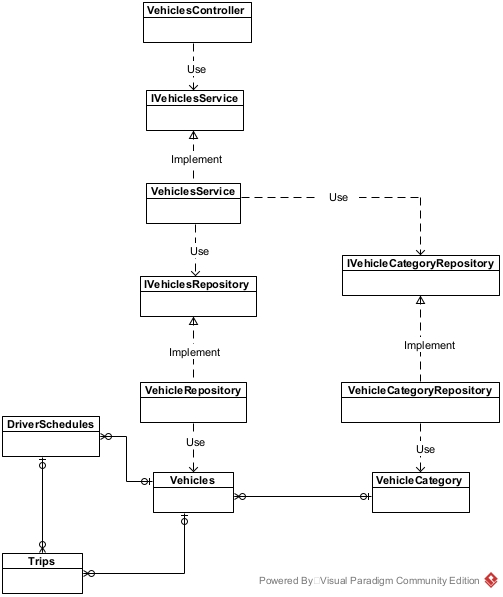 VehiclesController
Use
IVehiclesService
Implement
VehiclesService
Use
Use
IVehicleCategoryRepository
IVehiclesRepository
Implement
Implement
VehicleRepository
VehicleCategoryRepository
DriverSchedules
Use
Use
Vehicles
VehicleCategory
Trips
Powered By Visual Paradigm Community Edition